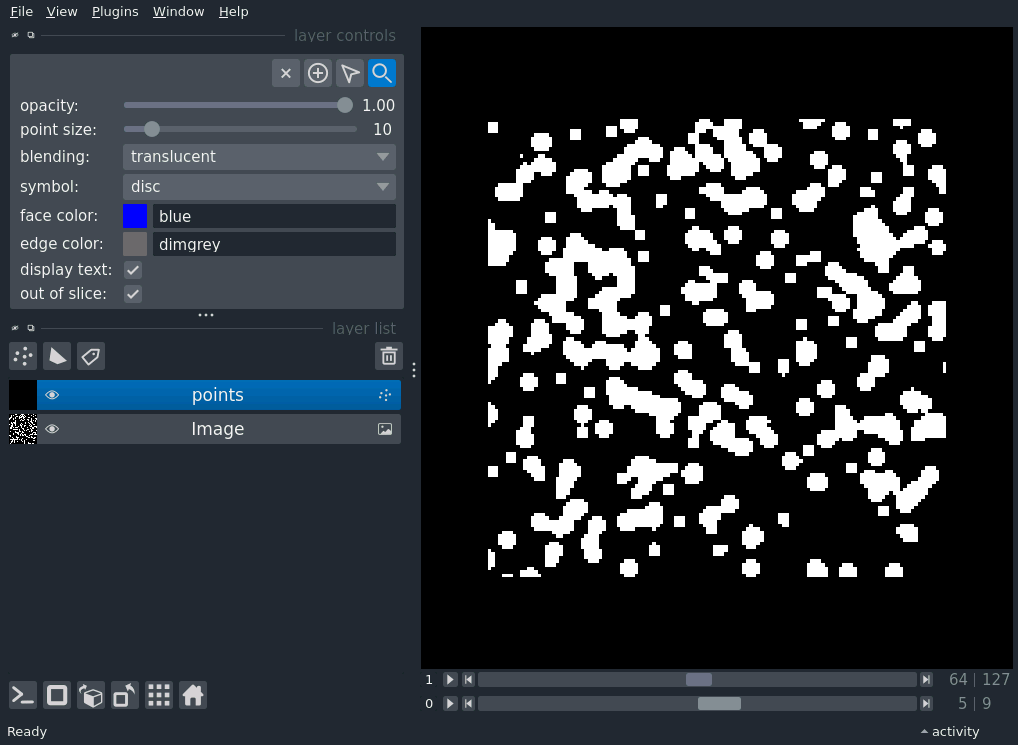 File View Plugins Window Help
layer controls
opacity: 1.00
point size: 10
blending: translucent
symbol: disc
face color: blue
edge color: dimgrey
display text:
out of slice:
layer list
points
Image
1 64 | 127
0 5 | 9
Ready activity